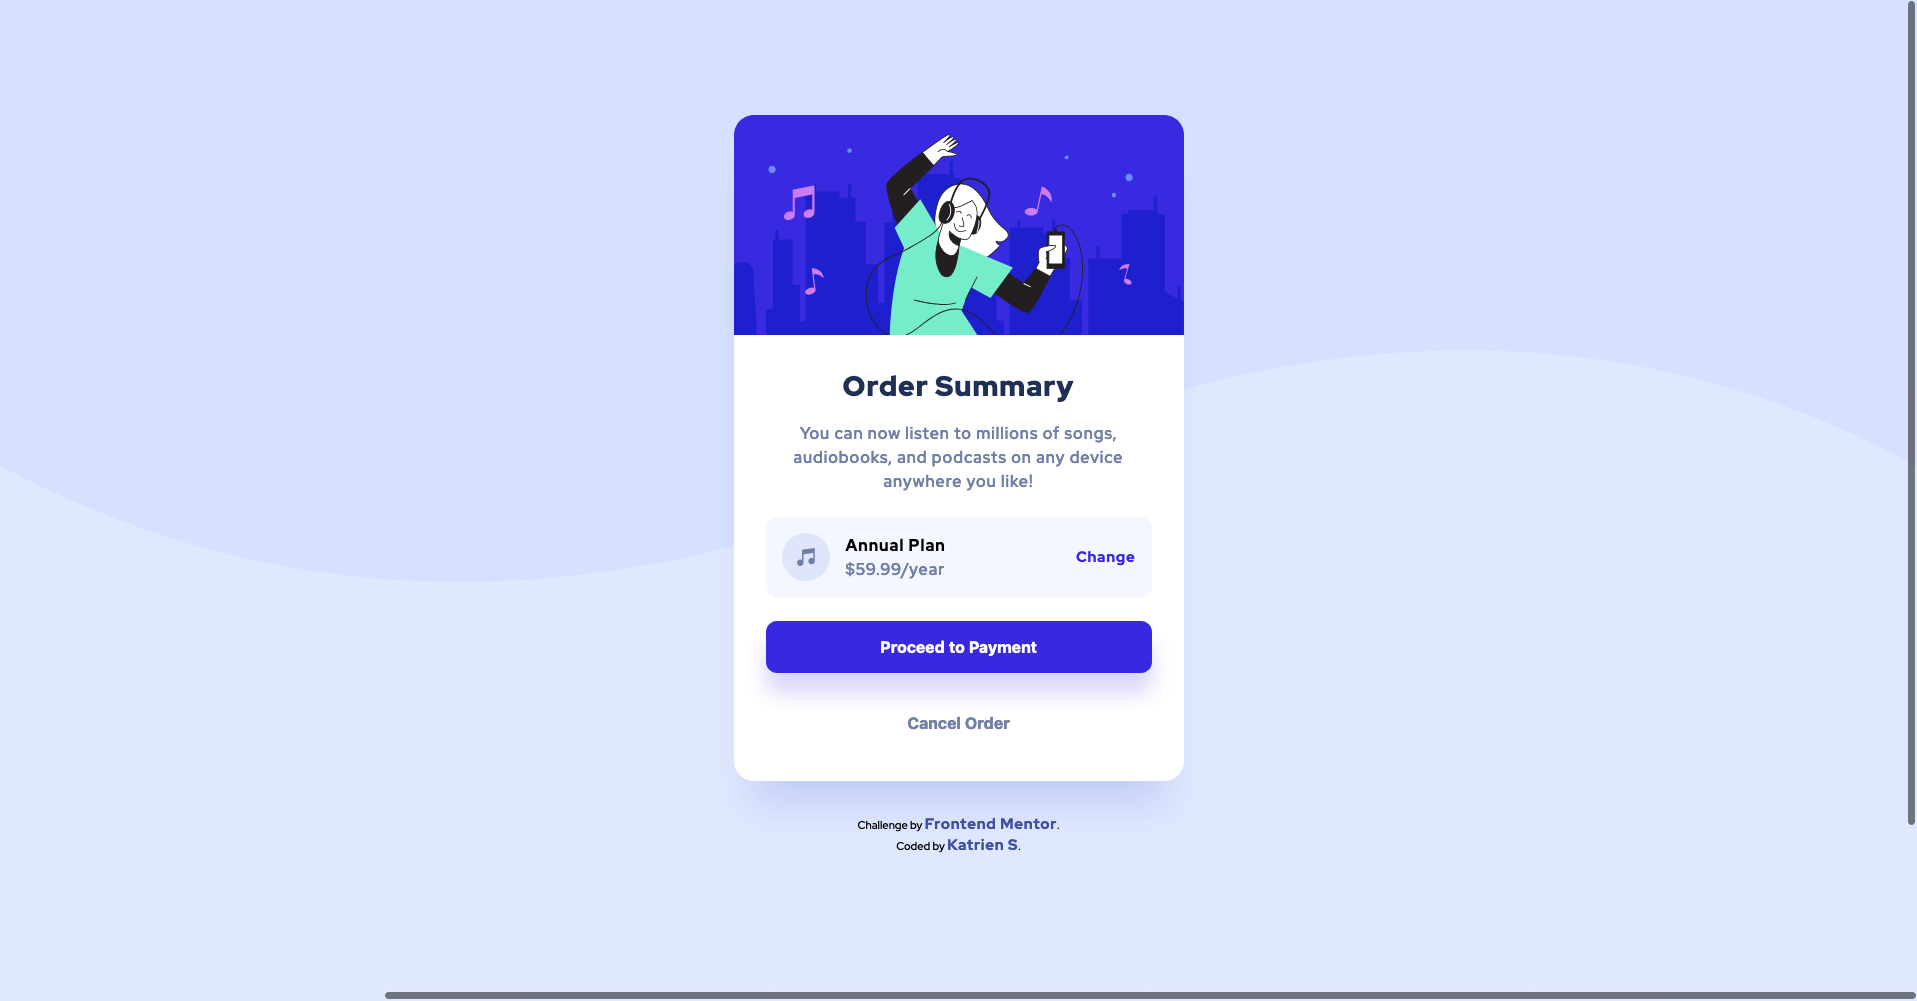 Order Summary
You can now listen to millions of songs,
audiobooks, and podcasts on any device
anywhere you like!
Annual Plan
$59.99/year
Change
Proceed to Payment
Cancel Order
Challenge by Frontend Mentor.
Coded by Katrien S.